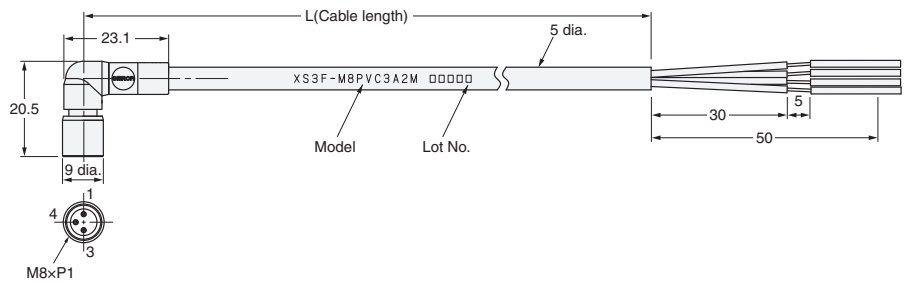 L(Cable length)
23.1
5 dia.
OMRON
XS3F-M8PVC3A2M □□□□□
20.5
Model
Lot No.
30
5
50
9 dia.
1
4
3
M8×P1